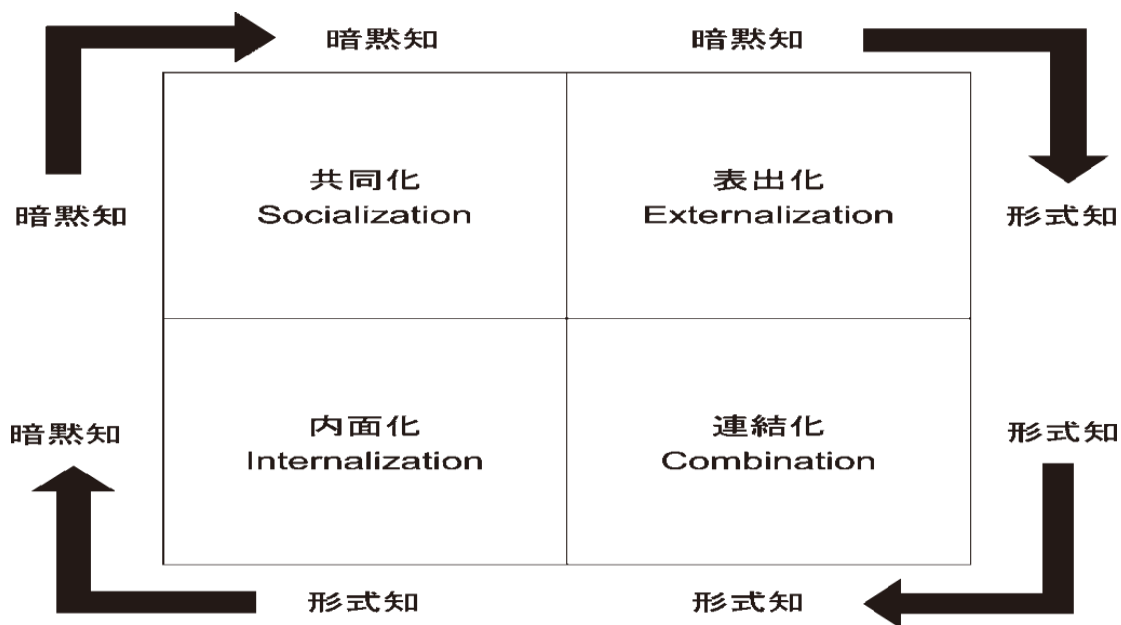 暗黙知
暗黙知
共同化
Socialization
表出化
Externalization
暗黙知
形式知
内面化
Internalization
連結化
Combination
暗黙知
形式知
形式知
形式知